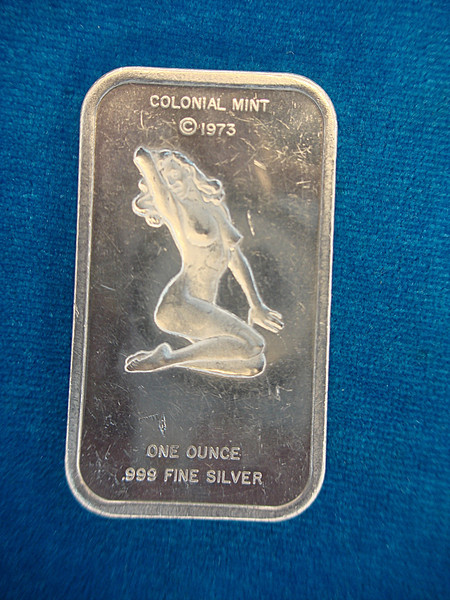 COLONIAL MINT
©1973
ONE OUNCE
.999 FINE SILVER